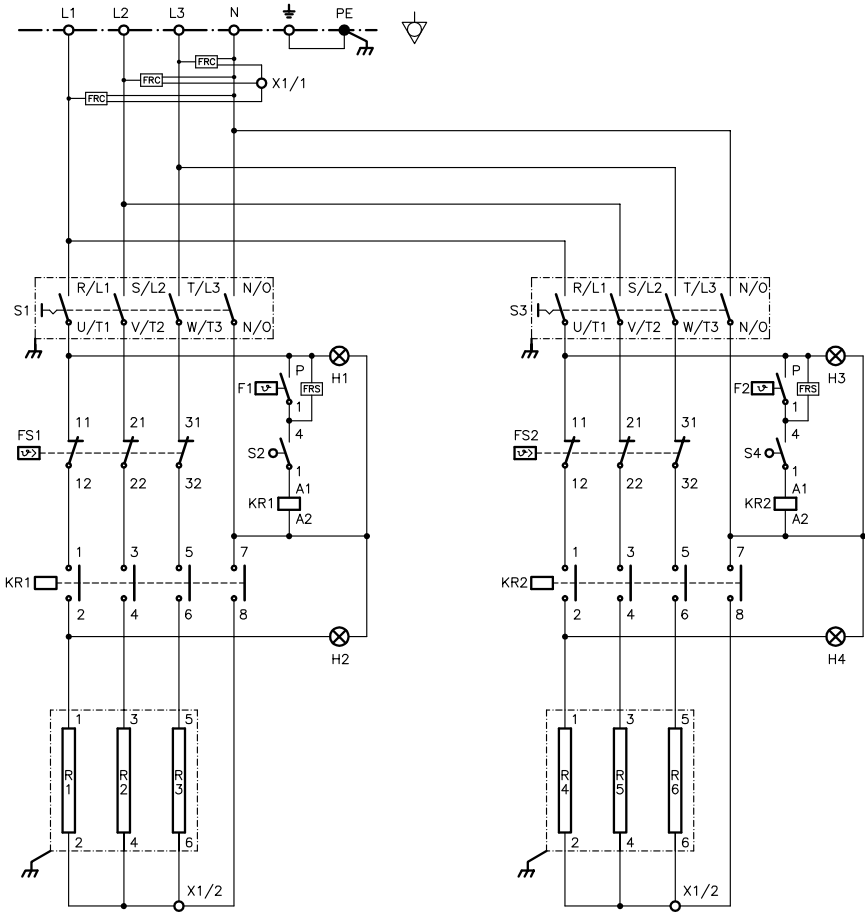 L1 L2 L3 N PE
FRC
FRC
FRC
X1/1
R/L1 S/L2 T/L3 N/O
S1
U/T1 V/T2 W/T3 N/O
R/L1 S/L2 T/L3 N/O
S3
U/T1 V/T2 W/T3 N/O
H1
P
F1
FRS
1
11 21 31
FS1
12 22 32
4
S2
1
A1
KR1
A2
1 3 5 7
KR1
2 4 6 8
H2
1 3 5
R1 R2 R3
2 4 6
X1/2
H3
P
F2
FRS
1
11 21 31
FS2
12 22 32
4
S4
1
A1
KR2
A2
1 3 5 7
KR2
2 4 6 8
H4
1 3 5
R4 R5 R6
2 4 6
X1/2